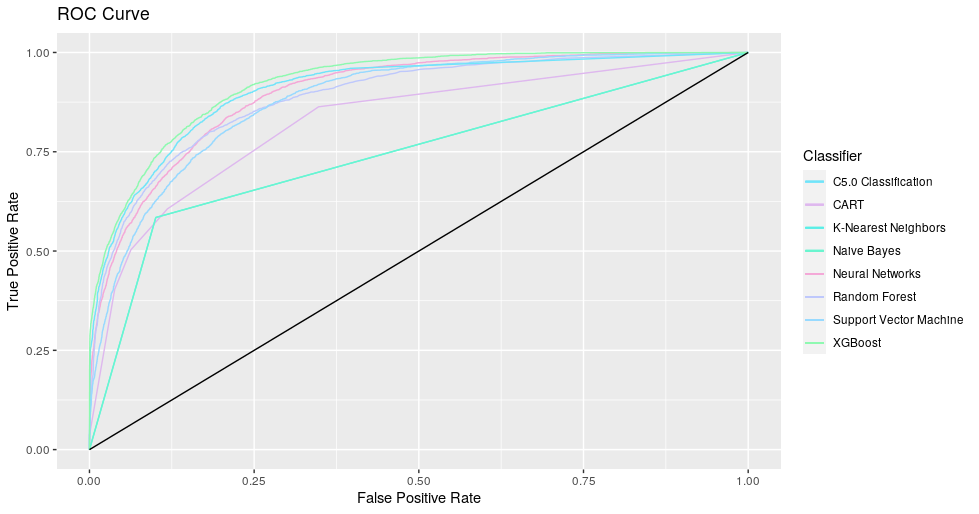 ROC Curve
1.00
0.75
0.50
0.25
0.00
True Positive Rate
0.00 0.25 0.50 0.75 1.00
False Positive Rate
Classifier
C5.0 Classification
CART
K-Nearest Neighbors
Naive Bayes
Neural Networks
Random Forest
Support Vector Machine
XGBoost